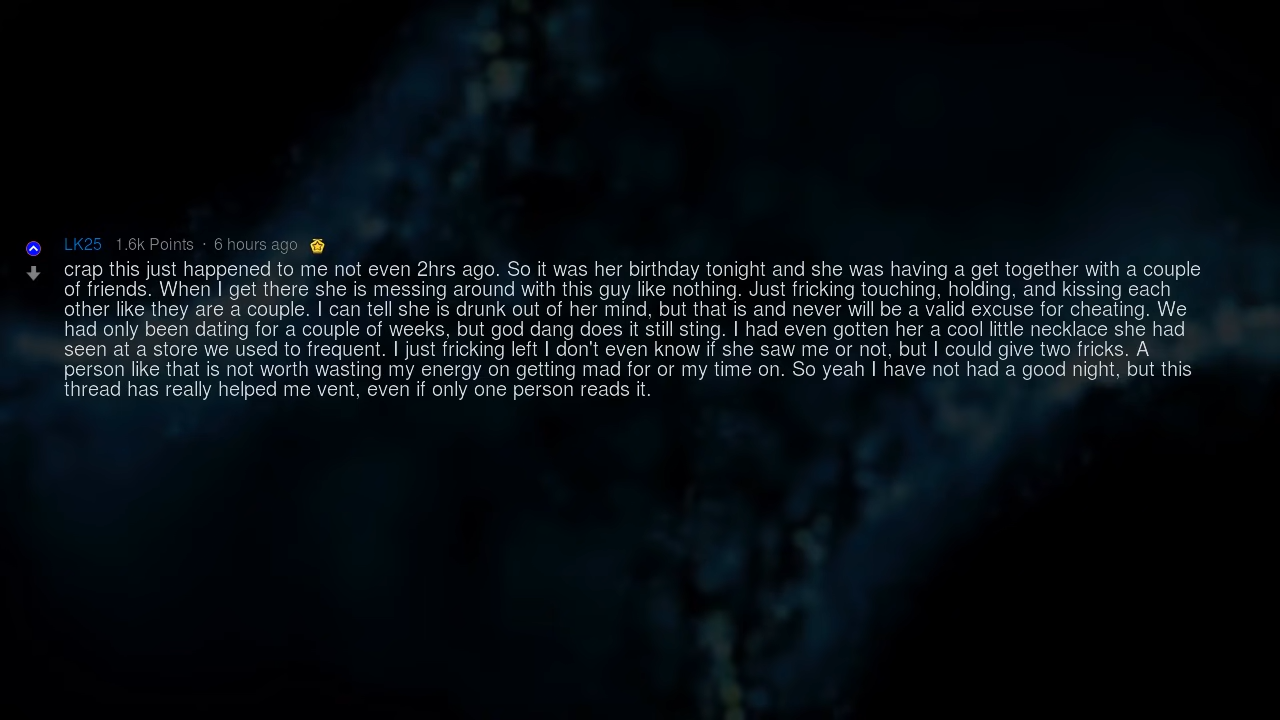 LK25 1.6k Points · 6 hours ago
crap this just happened to me not even 2hrs ago. So it was her birthday tonight and she was having a get together with a couple
of friends. When I get there she is messing around with this guy like nothing. Just fricking touching, holding, and kissing each
other like they are a couple. I can tell she is drunk out of her mind, but that is and never will be a valid excuse for cheating. We
had only been dating for a couple of weeks, but god dang does it still sting. I had even gotten her a cool little necklace she had
seen at a store we used to frequent. I just fricking left I don't even know if she saw me or not, but I could give two fricks. A
person like that is not worth wasting my energy on getting mad for or my time on. So yeah I have not had a good night, but this
thread has really helped me vent, even if only one person reads it.